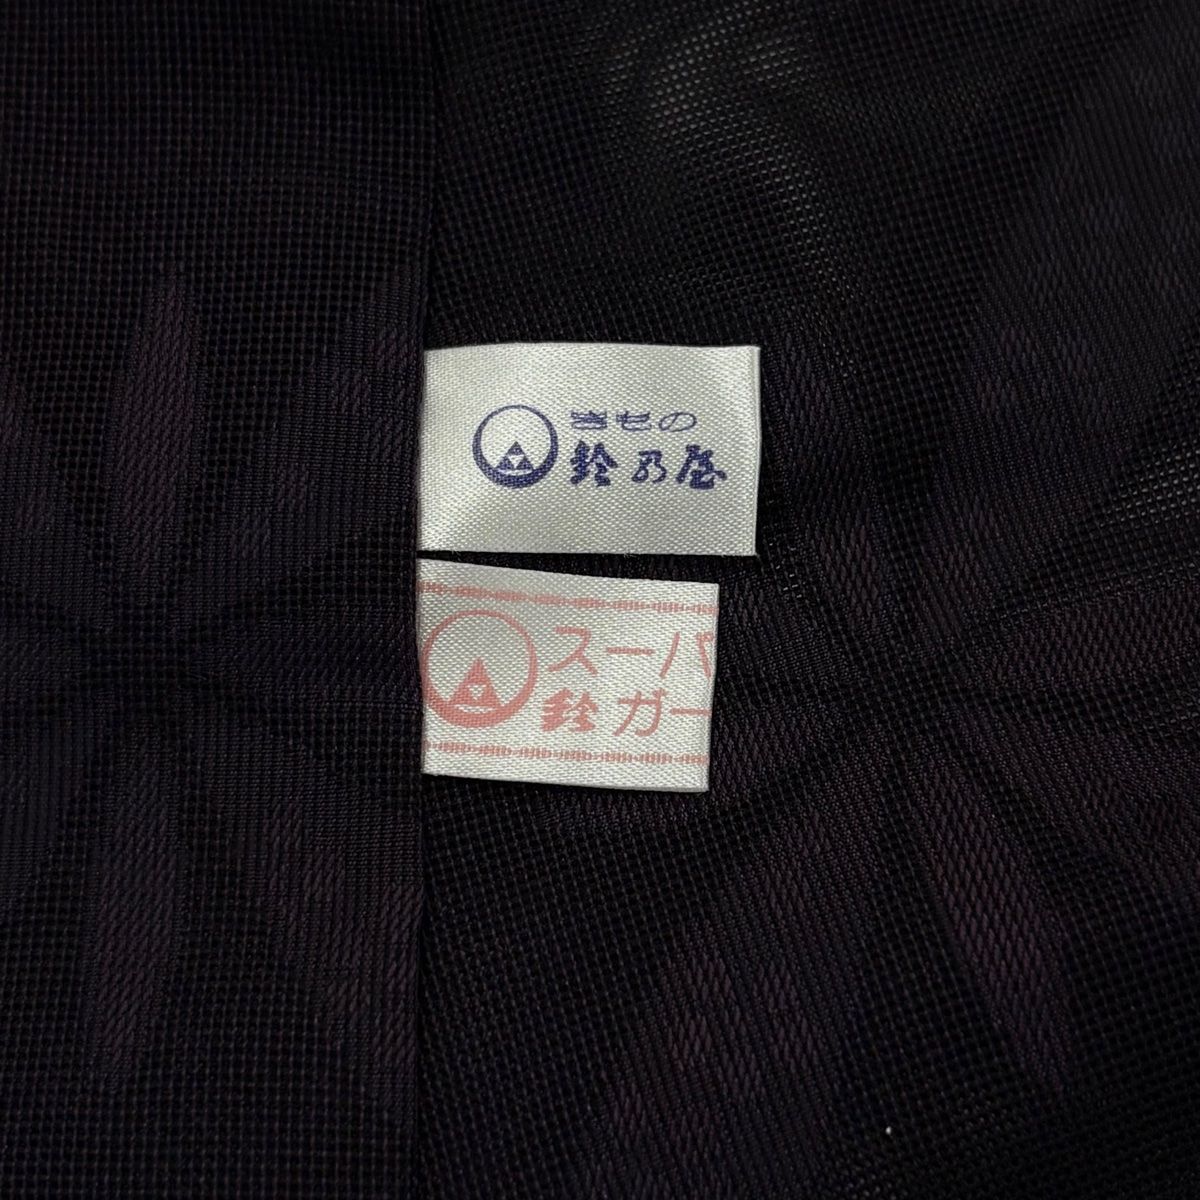 きもの
鈴乃屋
スーパ
鈴ガー